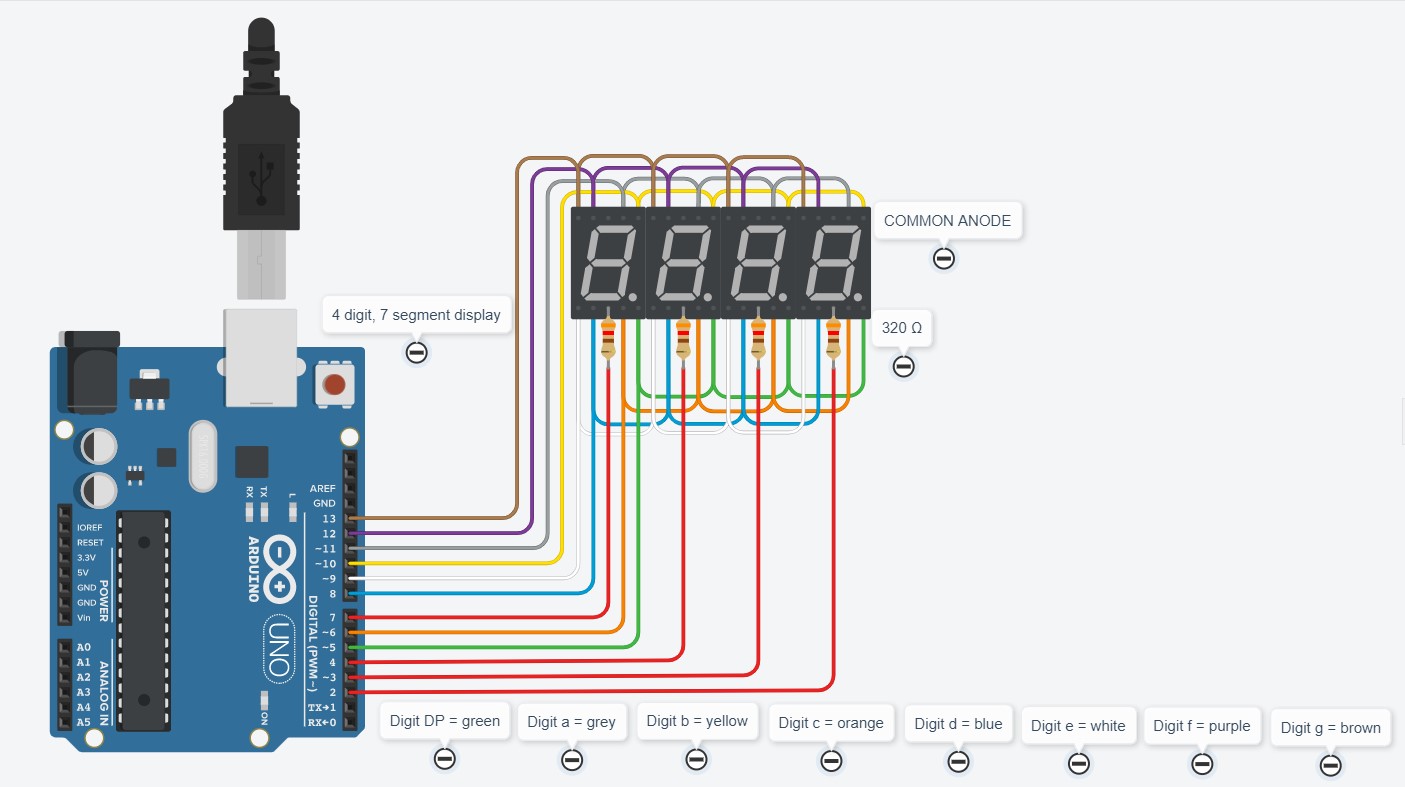 COMMON ANODE
4 digit, 7 segment display
320 Ω
RX
TX
L
AREF
GND
13
12
~11
~10
~9
8
7
~6
~5
4
~3
2
TX→1
RX←0
DIGITAL (PWM~)
ARDUINO
UNO
ON
IOREF
RESET
3.3V
5V
GND
GND
Vin
POWER
A0
A1
A2
A3
A4
A5
ANALOG IN
Digit DP = green
Digit a = grey
Digit b = yellow
Digit c = orange
Digit d = blue
Digit e = white
Digit f = purple
Digit g = brown